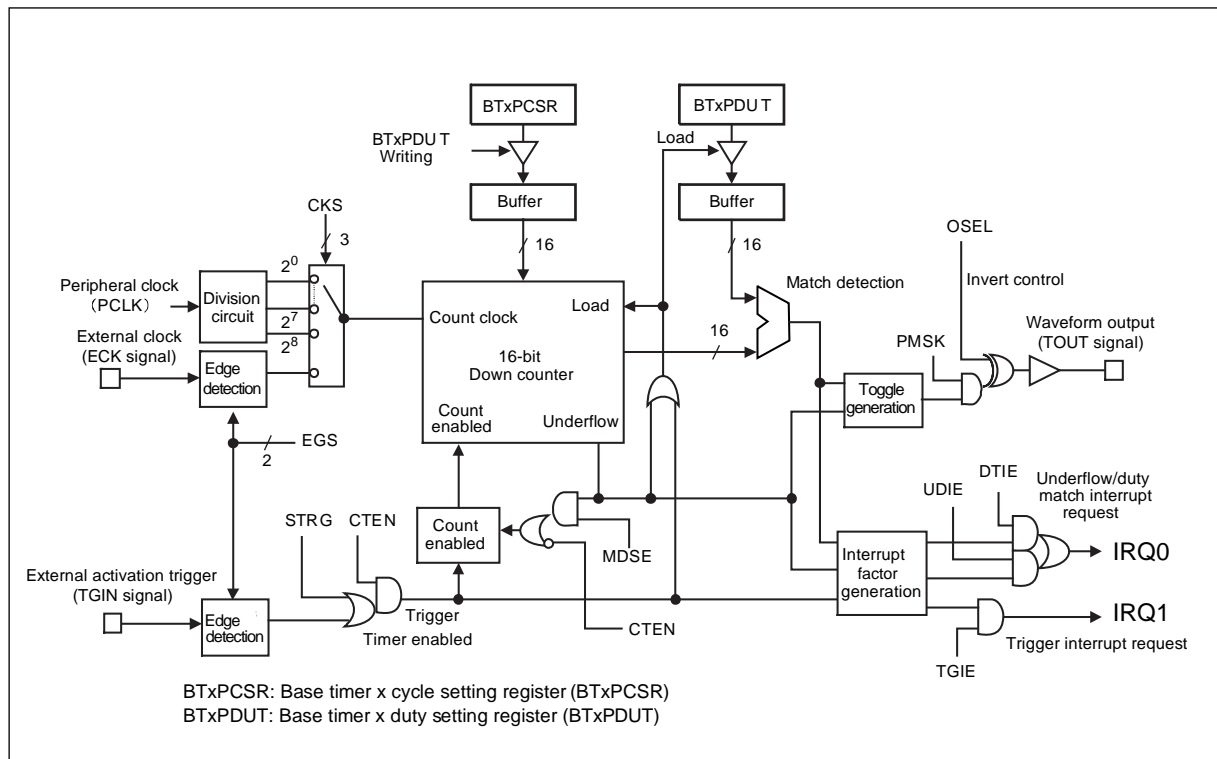 BTxPCSR
BTxPDU T
BTxPDU T
Writing
Load
Buffer
Buffer
CKS
3
16
16
OSEL
Peripheral clock
(PCLK)
Division
circuit
2⁰
2⁷
2⁸
Count clock
Load
16-bit
Down counter
Count
enabled
Underflow
16
Match detection
Invert control
Waveform output
(TOUT signal)
PMSK
External clock
(ECK signal)
Edge
detection
Toggle
generation
EGS
2
STRG
CTEN
Count
enabled
MDSE
UDIE
DTIE
Underflow/duty
match interrupt
request
IRQ0
Interrupt
factor
generation
External activation trigger
(TGIN signal)
Edge
detection
Trigger
Timer enabled
CTEN
IRQ1
Trigger interrupt request
TGIE
BTxPCSR: Base timer x cycle setting register (BTxPCSR)
BTxPDUT: Base timer x duty setting register (BTxPDUT)